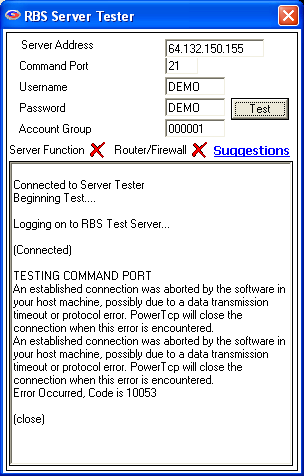 RBS Server Tester
Server Address 64.132.150.155
Command Port 21
Username DEMO
Password DEMO
Test
Account Group 000001
Server Function Router/Firewall Suggestions
Connected to Server Tester
Beginning Test....
Logging on to RBS Test Server...
(Connected)
TESTING COMMAND PORT
An established connection was aborted by the software in
your host machine, possibly due to a data transmission
timeout or protocol error. PowerTcp will close the
connection when this error is encountered.
An established connection was aborted by the software in
your host machine, possibly due to a data transmission
timeout or protocol error. PowerTcp will close the
connection when this error is encountered.
Error Occurred, Code is 10053
(close)